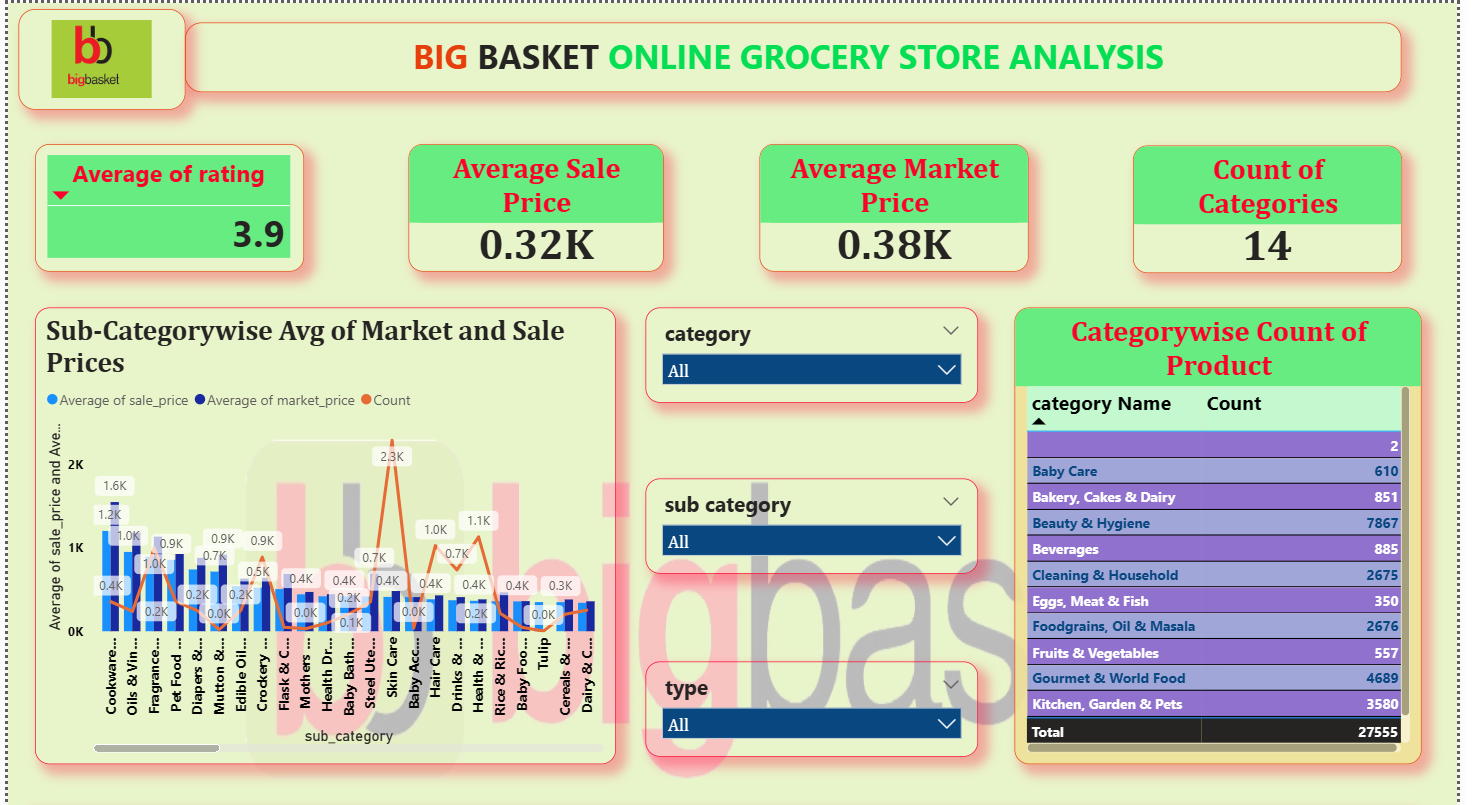 bb
bigbasket
BIG BASKET ONLINE GROCERY STORE ANALYSIS
Average of rating
3.9
Average Sale
Price
0.32K
Average Market
Price
0.38K
Count of
Categories
14
Sub-Categorywise Avg of Market and Sale
Prices
Average of sale_price Average of market_price Count
Average of sale_price and Ave...
2K
1K
0K
1.6K
1.2K
1.0K
0.4K
1.0K
0.9K
0.2K
0.2K
0.7K
0.9K
0.0K
0.2K
0.5K
0.9K
0.4K
0.0K
0.4K
0.2K
0.1K
0.7K
2.3K
0.4K
0.0K
0.4K
1.0K
0.7K
1.1K
0.4K
0.2K
0.4K
0.0K
0.3K
Cookware...
Oils & Vin...
Fragrance...
Pet Food ...
Diapers &...
Mutton &...
Edible Oil...
Crockery ...
Flask & C...
Mothers ...
Health Dr...
Baby Bath...
Steel Ute...
Skin Care
Baby Acc...
Hair Care
Drinks & ...
Health & ...
Rice & Ric...
Baby Foo...
Tulip
Cereals & ...
Dairy & C...
sub_category
category
All
sub category
All
type
All
bigbas
Categorywise Count of
Product
category Name Count
2
Baby Care 610
Bakery, Cakes & Dairy 851
Beauty & Hygiene 7867
Beverages 885
Cleaning & Household 2675
Eggs, Meat & Fish 350
Foodgrains, Oil & Masala 2676
Fruits & Vegetables 557
Gourmet & World Food 4689
Kitchen, Garden & Pets 3580
Total 27555